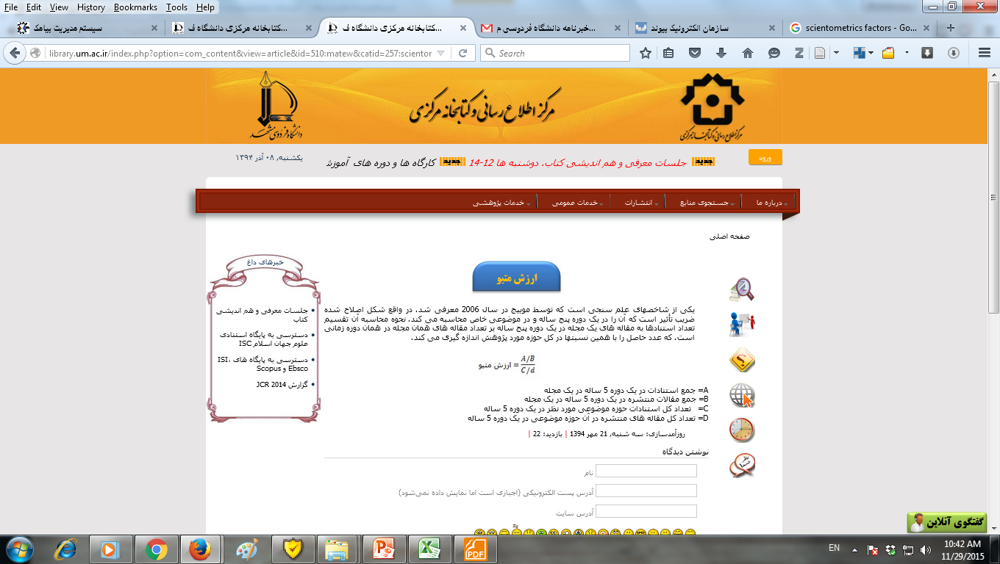 File Edit View History Bookmarks Tools Help
سیستم مدیریت پیامک
کتابخانه مرکزی دانشگاه ف...
کتابخانه مرکزی دانشگاه ف...
خبرنامه دانشگاه فردوسی م...
سازمان الکترونیک پیوند
scientometrics factors - Go...
library.um.ac.ir/index.php?option=com_content&view=article&id=510:matew&catid=257:scientor
Search
مرکز اطلاع رسانی و کتابخانه مرکزی
مرکز اطلاع رسانی و کتابخانه مرکزی
دانشگاه فردوسی مشهد
ورود
جدید جلسات معرفی و هم اندیشی کتاب. دوشنبه ها 12-14 جدید کارگاه ها و دوره های آموزش
یکشنبه, ۰۸ آذر ۱۳۹۴
درباره ما
جستجوی منابع
انتشارات
خدمات عمومی
خدمات پژوهشی
صفحه اصلی
ارزش متیو
یکی از شاخصهای علم سنجی است که توسط موییج در سال 2006 معرفی شد. در واقع شکل اصلاح شده
ضریب تأثیر است که آن را در یک دوره پنج ساله و در موضوعی خاص محاسبه می کند. نحوه محاسبه آن تقسیم
تعداد استنادها به مقاله های یک مجله در یک دوره پنج ساله بر تعداد مقاله های همان مجله در همان دوره زمانی
است. که عدد حاصل را با همین نسبتها در کل حوزه مورد پژوهش اندازه گیری می کند.
ارزش متیو = (A/B)/(C/d)
A= جمع استنادات در یک دوره 5 ساله در یک مجله
B= جمع مقالات منتشره در یک دوره 5 ساله در یک مجله
C= تعداد کل استنادات حوزه موضوعی مورد نظر در یک دوره 5 ساله
D= تعداد کل مقاله های منتشره در آن حوزه موضوعی در یک دوره 5 ساله
روزآمدسازی: سه شنبه, 21 مهر 1394 | بازدید: 22 |
نوشتن دیدگاه
نام
آدرس پست الکترونیکی (اجباری است اما نمایش داده نمی‌شود)
آدرس سایت
خبرهای داغ
جلسات معرفی و هم اندیشی
کتاب
دسترسی به پایگاه استنادی
علوم جهان اسلام ISC
دسترسی به پایگاه های ISI،
Ebsco و Scopus
گزارش JCR 2014
گفتگوی آنلاین
EN
10:42 AM
11/29/2015
PDF